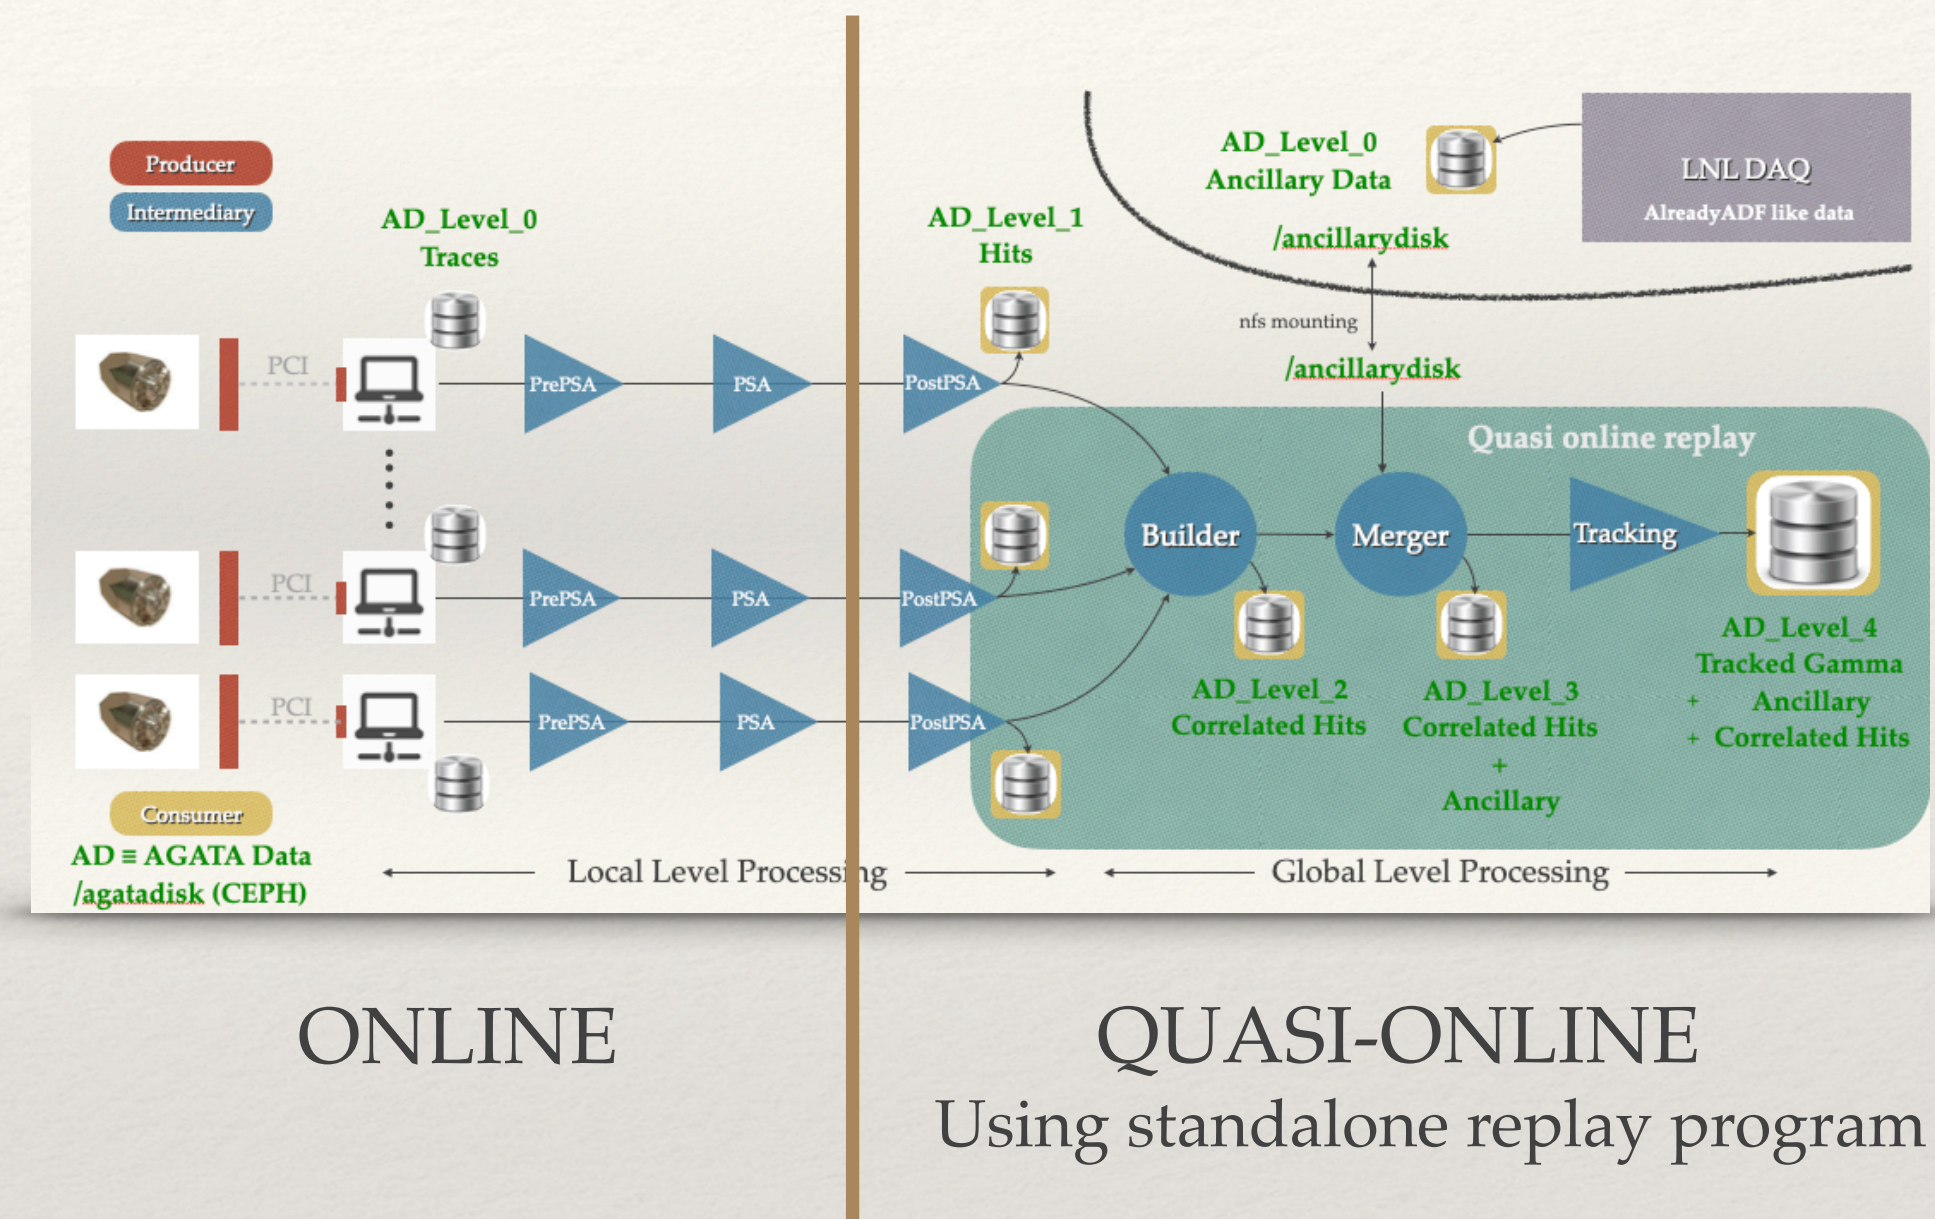 Producer
Intermediary
AD_Level_0
Traces
AD_Level_1
Hits
AD_Level_0
Ancillary Data
/ancillarydisk
LNL DAQ
AlreadyADF like data
nfs mounting
/ancillarydisk
PCI
PrePSA
PSA
PostPSA
Quasi online replay
PCI
PrePSA
PSA
PostPSA
Builder
Merger
Tracking
PCI
PrePSA
PSA
PostPSA
AD_Level_2
Correlated Hits
AD_Level_3
Correlated Hits
+
Ancillary
AD_Level_4
Tracked Gamma
+ Ancillary
+ Correlated Hits
Consumer
AD ≡ AGATA Data
/agatadisk (CEPH)
Local Level Processing
Global Level Processing
ONLINE
QUASI-ONLINE
Using standalone replay program